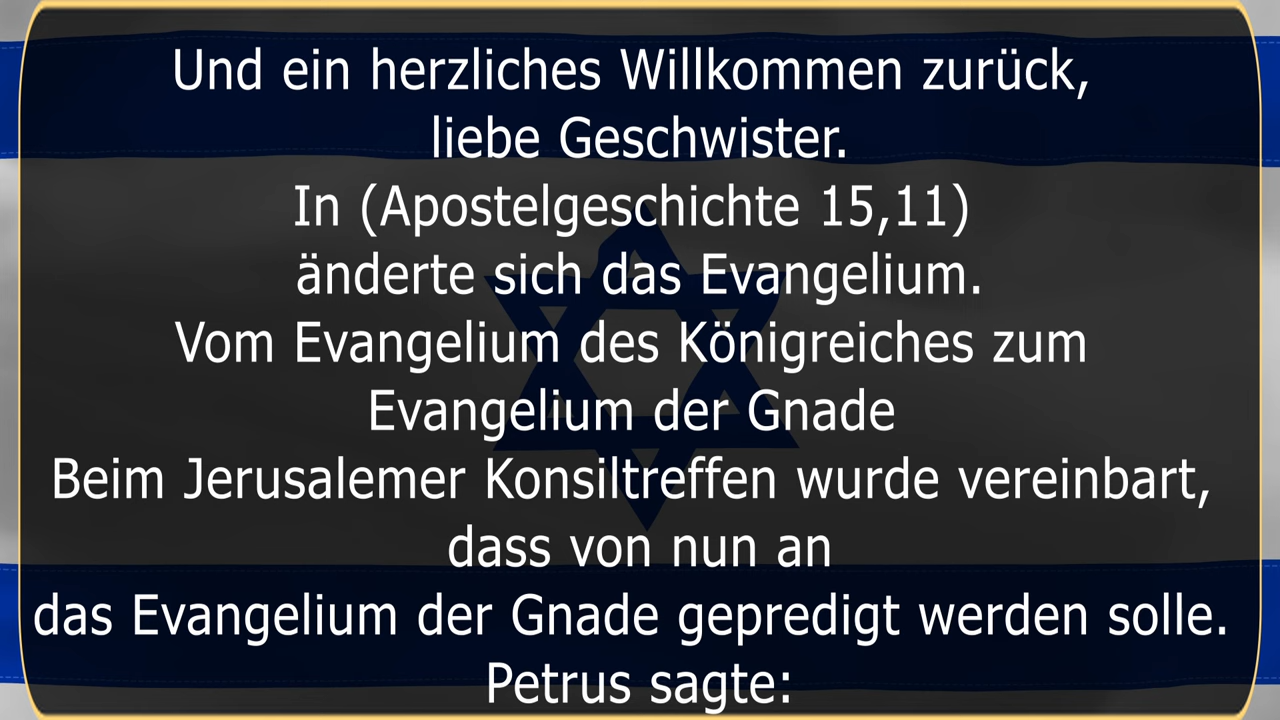 Und ein herzliches Willkommen zurück,
liebe Geschwister.
In (Apostelgeschichte 15,11)
änderte sich das Evangelium.
Vom Evangelium des Königreiches zum
Evangelium der Gnade
Beim Jerusalemer Konsiltreffen wurde vereinbart,
dass von nun an
das Evangelium der Gnade gepredigt werden solle.
Petrus sagte: